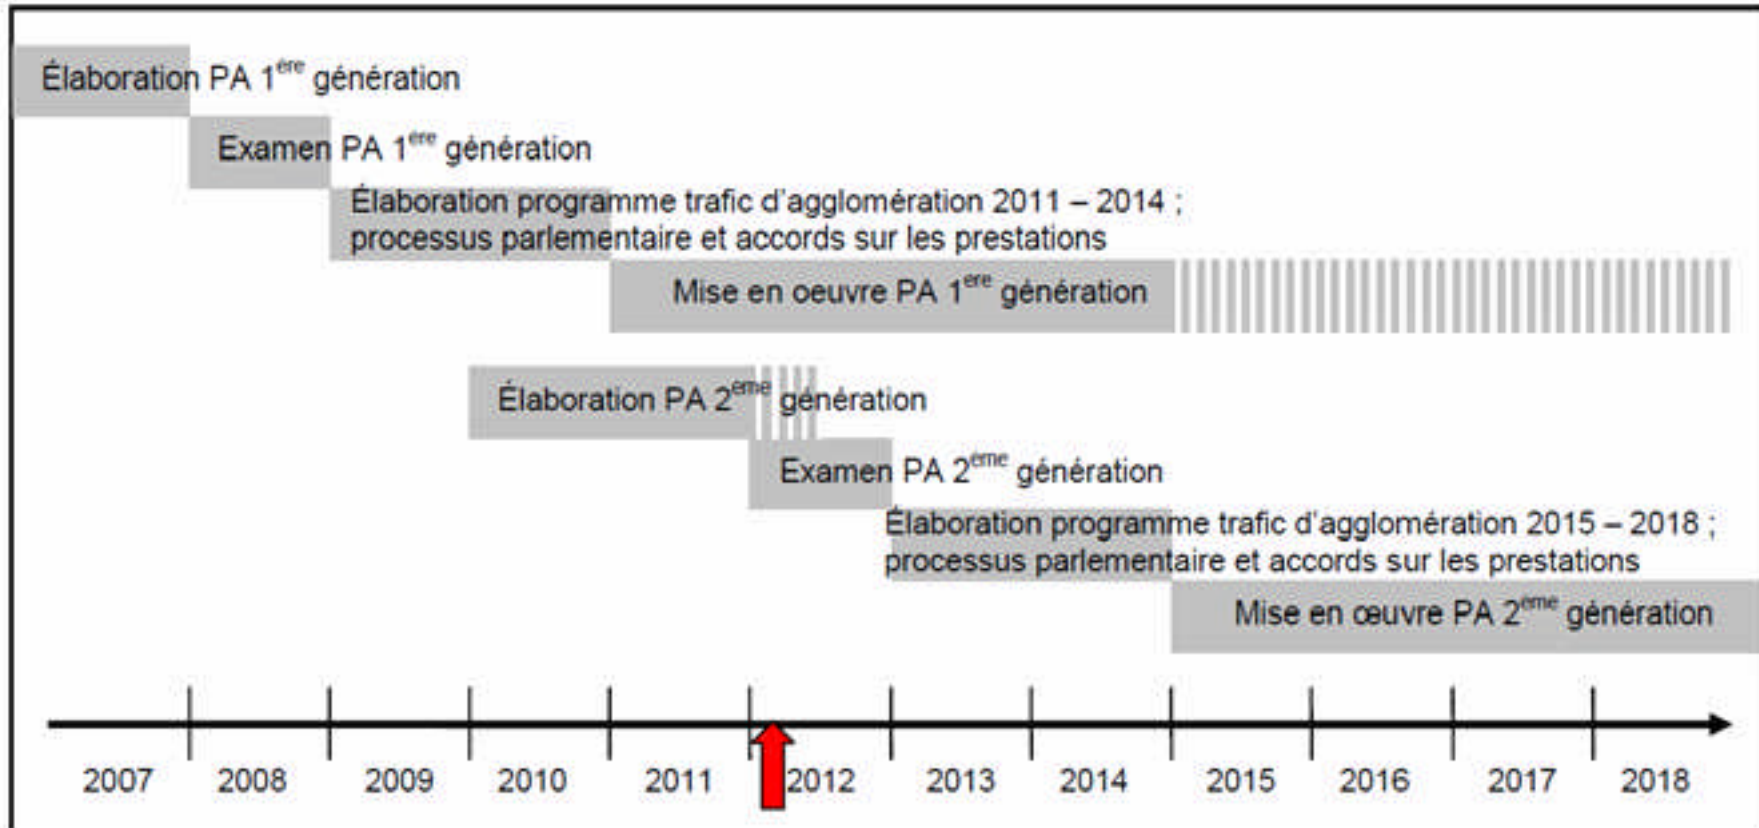 Élaboration PA 1ère génération
Examen PA 1ère génération
Élaboration programme trafic d'agglomération 2011 – 2014 ;
processus parlementaire et accords sur les prestations
Mise en oeuvre PA 1ère génération
Élaboration PA 2ème génération
Examen PA 2ème génération
Élaboration programme trafic d'agglomération 2015 – 2018 ;
processus parlementaire et accords sur les prestations
Mise en œuvre PA 2ème génération
2007 2008 2009 2010 2011 2012 2013 2014 2015 2016 2017 2018